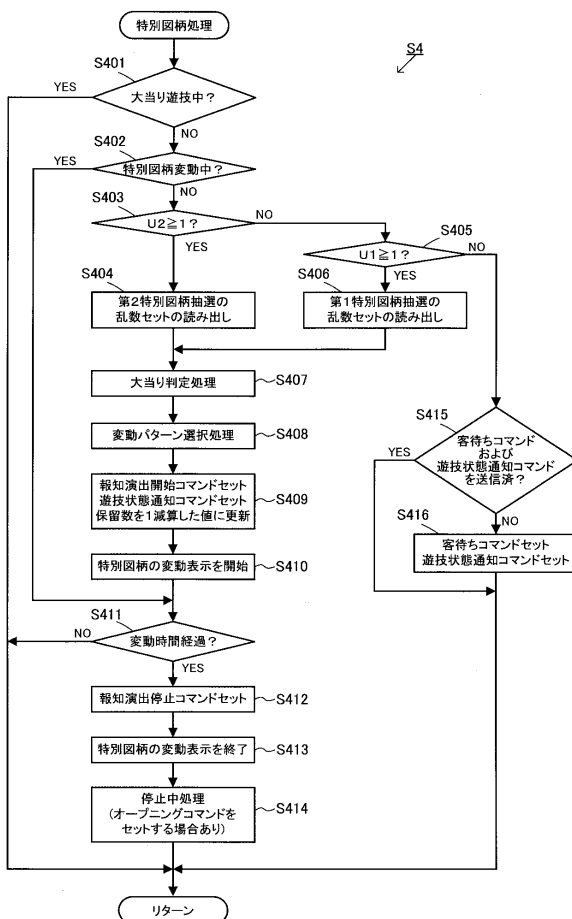 特別図柄処理
S4
S401
YES
大当り遊技中?
NO
S402
YES
特別図柄変動中?
NO
S403
U2≧1?
NO
YES
S405
U1≧1?
NO
YES
S404
第2特別図柄抽選の
乱数セットの読み出し
S406
第1特別図柄抽選の
乱数セットの読み出し
大当り判定処理
S407
変動パターン選択処理
S408
報知演出開始コマンドセット
遊技状態通知コマンドセット
保留数を1減算した値に更新
S409
特別図柄の変動表示を開始
S410
S415
客待ちコマンド
および
遊技状態通知コマンド
を送信済?
YES
NO
S416
客待ちコマンドセット
遊技状態通知コマンドセット
S411
NO
変動時間経過?
YES
報知演出停止コマンドセット
S412
特別図柄の変動表示を終了
S413
停止中処理
(オープニングコマンドを
セットする場合あり)
S414
リターン